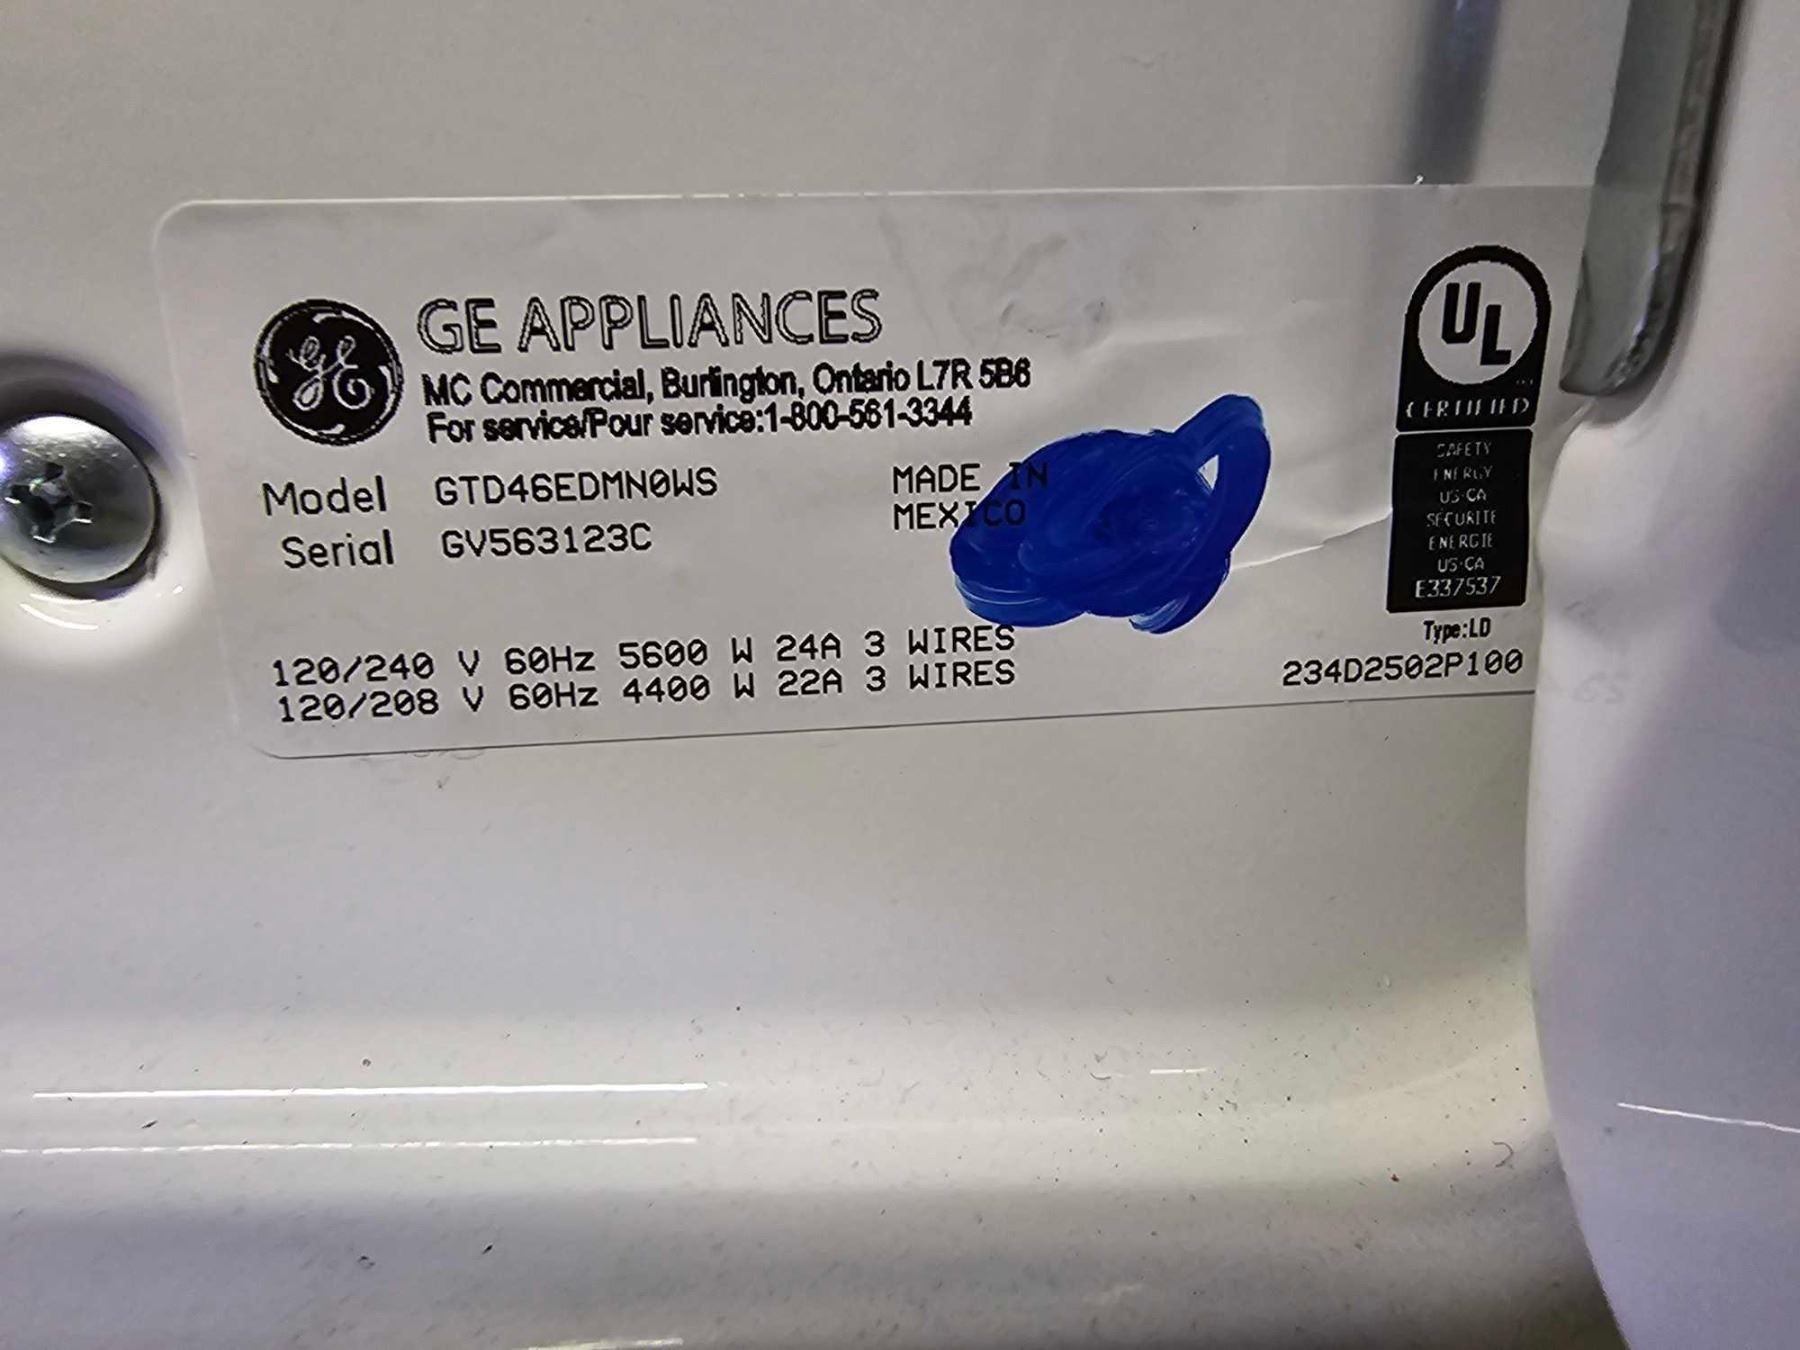 GE APPLIANCES
MC Commercial, Burlington, Ontario L7R 5B6
For service/Pour service:1-800-561-3344
Model GTD46EDMN0WS
Serial GV563123C
MADE IN
MEXICO
120/240 V 60Hz 5600 W 24A 3 WIRES
120/208 V 60Hz 4400 W 22A 3 WIRES
UL
CERTIFIED
SAFETY
ENERGY
US-CA
SÉCURITÉ
ÉNERGIE
US-CA
E337537
Type:LD
234D2502P100